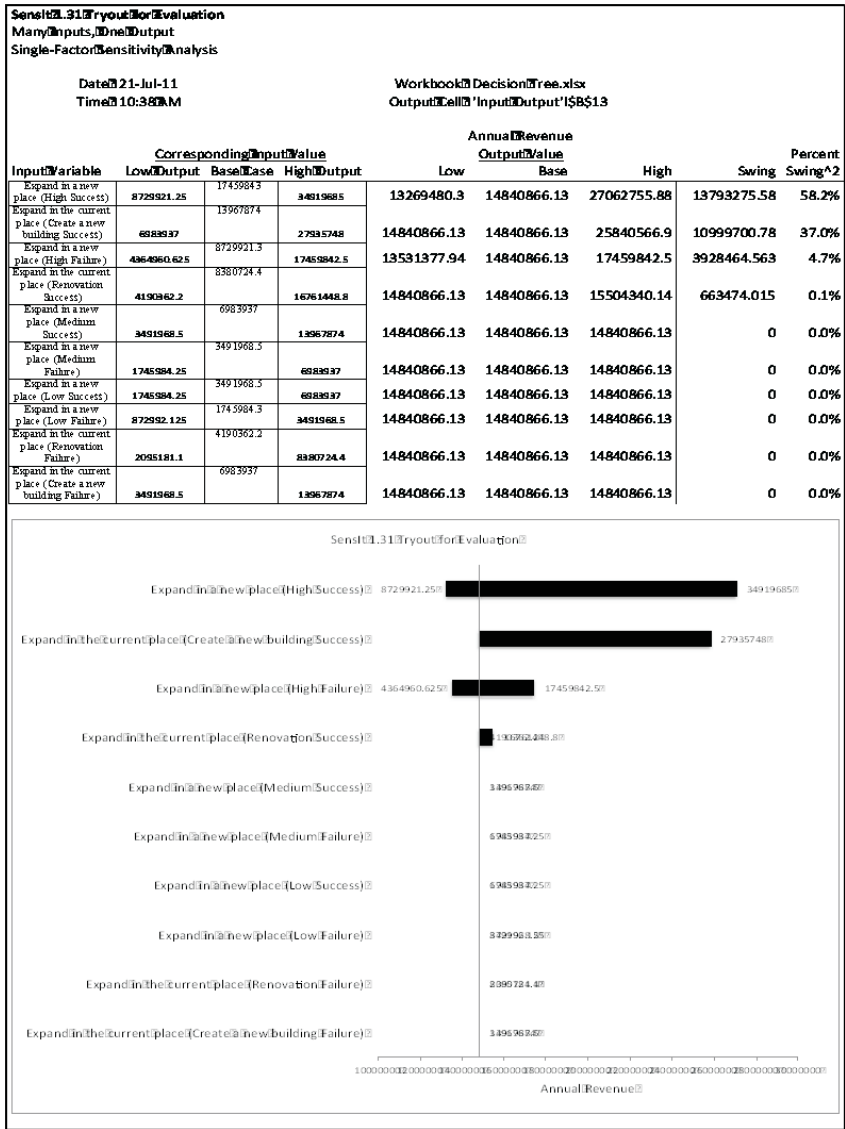 SensIt 1.31 Tryout for Evaluation
Many Inputs, One Output
Single-Factor Sensitivity Analysis
Date 21-Jul-11 Workbook Decision Tree.xlsx
Time 10:38 AM Output Cell 'Input Output'!$B$13
Annual Revenue
Corresponding Input Value Output Value Percent
Input Variable Low Output Base Case High Output Low Base High Swing Swing^2
Expand in a new place (High Success) 8729921.25 17459843 34919685 13269480.3 14840866.13 27062755.88 13793275.58 58.2%
Expand in the current place (Create a new building Success) 6983937 13967874 27935748 14840866.13 14840866.13 25840566.9 10999700.78 37.0%
Expand in a new place (High Failure) 4364960.625 8729921.3 17459842.5 13531377.94 14840866.13 17459842.5 3928464.563 4.7%
Expand in the current place (Renovation Success) 4190362.2 8380724.4 16761448.8 14840866.13 14840866.13 15504340.14 663474.015 0.1%
Expand in a new place (Medium Success) 3491968.5 6983937 13967874 14840866.13 14840866.13 14840866.13 0 0.0%
Expand in a new place (Medium Failure) 1745984.25 3491968.5 6983937 14840866.13 14840866.13 14840866.13 0 0.0%
Expand in a new place (Low Success) 1745984.25 3491968.5 6983937 14840866.13 14840866.13 14840866.13 0 0.0%
Expand in a new place (Low Failure) 872992.125 1745984.3 3491968.5 14840866.13 14840866.13 14840866.13 0 0.0%
Expand in the current place (Renovation Failure) 2095181.1 4190362.2 8380724.4 14840866.13 14840866.13 14840866.13 0 0.0%
Expand in the current place (Create a new building Failure) 3491968.5 6983937 13967874 14840866.13 14840866.13 14840866.13 0 0.0%
SensIt 1.31 Tryout for Evaluation
Expand in a new place (High Success) 8729921.25 34919685
Expand in the current place (Create a new building Success) 27935748
Expand in a new place (High Failure) 4364960.625 17459842.5
Expand in the current place (Renovation Success)
Expand in a new place (Medium Success)
Expand in a new place (Medium Failure)
Expand in a new place (Low Success)
Expand in a new place (Low Failure)
Expand in the current place (Renovation Failure)
Expand in the current place (Create a new building Failure)
Annual Revenue